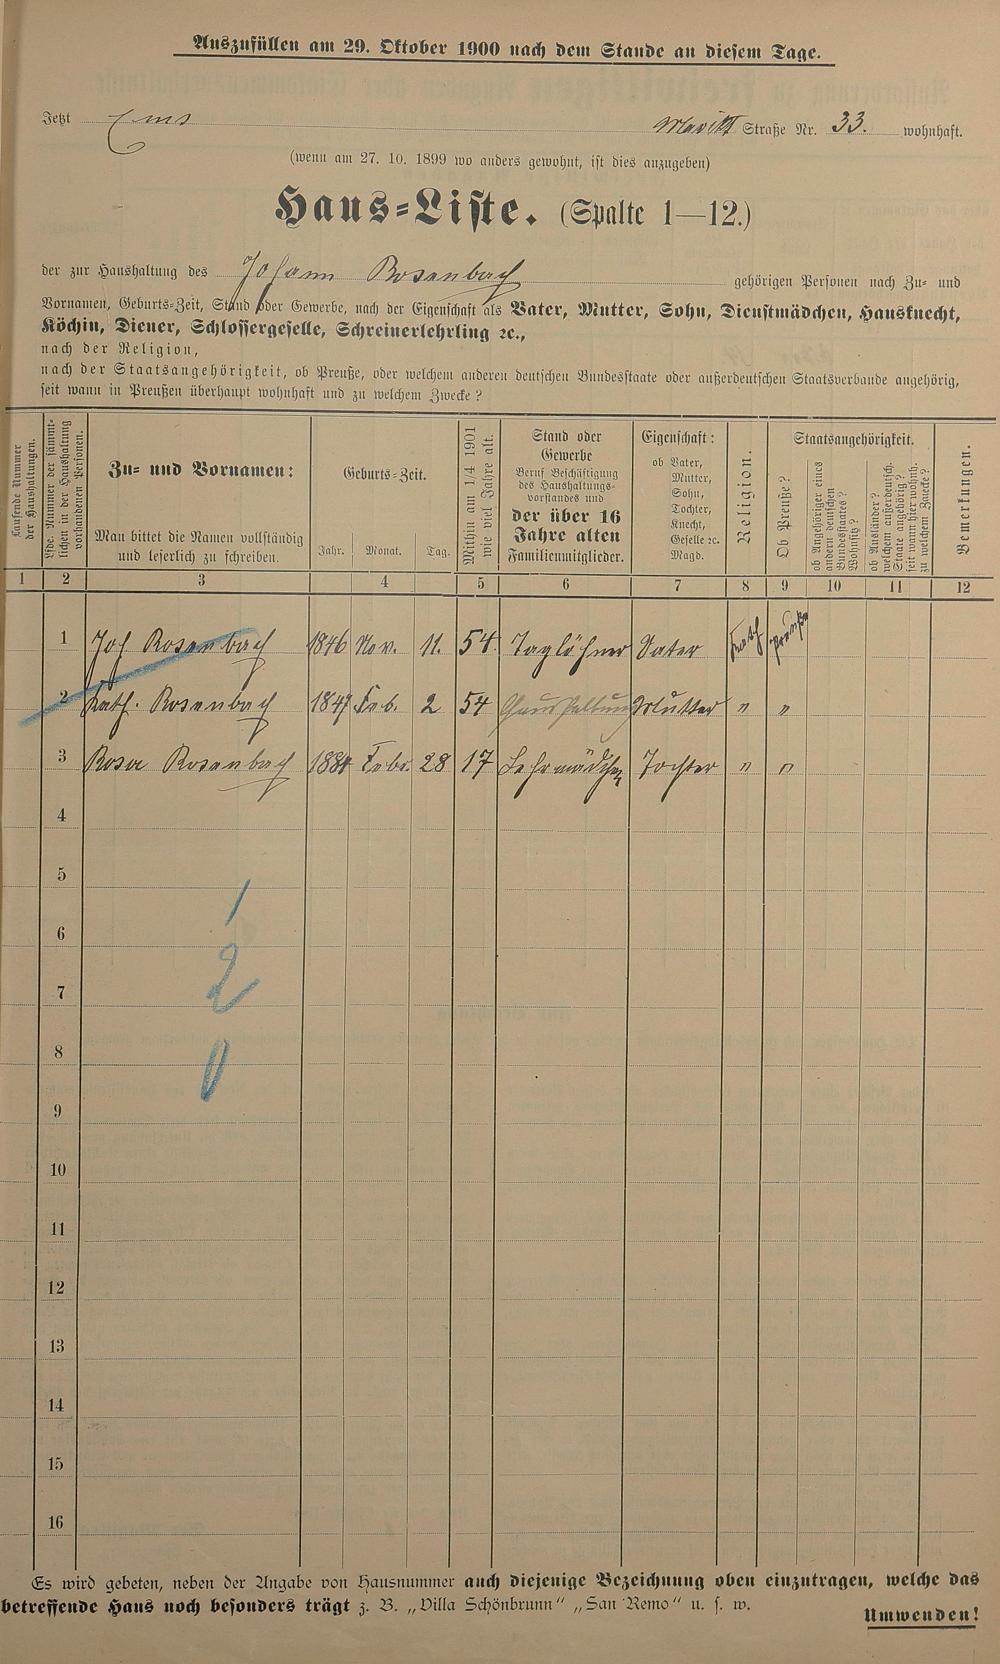 Auszufüllen am 29. Oktober 1900 nach dem Stande an diesem Tage.
Jetzt Ems Markt Straße Nr. 33. wohnhaft.
(wenn am 27. 10. 1899 wo anders gewohnt, ist dies anzugeben)
Haus-Liste. (Spalte 1—12.)
der zur Haushaltung des Johann Rosenbach gehörigen Personen nach Zu- und
Vornamen, Geburts-Zeit, Stand oder Gewerbe, nach der Eigenschaft als Vater, Mutter, Sohn, Dienstmädchen, Hausknecht,
Köchin, Diener, Schlossergeselle, Schreinerlehrling ꝛc.,
nach der Religion,
nach der Staatsangehörigkeit, ob Preuße, oder welchem anderen deutschen Bundesstaate oder außerdeutschen Staatsverbande angehörig,
seit wann in Preußen überhaupt wohnhaft und zu welchem Zwecke?
Laufende Nummer
der Haushaltungen.
Lfde. Nummer der sämmt-
lichen in der Haushaltung
vorhandenen Personen.
Zu- und Vornamen:
Man bittet die Namen vollständig
und leserlich zu schreiben.
Geburts-Zeit.
Jahr. Monat. Tag.
Mithin am 1/4 1901
wie viel Jahre alt.
Stand oder
Gewerbe
Beruf Beschäftigung
des Haushaltungs-
vorstandes und
der über 16
Jahre alten
Familienmitglieder.
Eigenschaft:
ob Vater,
Mutter,
Sohn,
Tochter,
Knecht,
Geselle ꝛc.
Magd.
Religion.
Staatsangehörigkeit.
Ob Preuße?
ob Angehöriger eines
andern deutschen
Bundesstaates?
Wohnsitz?
ob Ausländer?
welchem außerdeutsch.
Staate angehörig?
seit wann hier wohnh.
zu welchem Zwecke?
Bemerkungen.
1 2 3 4 5 6 7 8 9 10 11 12
1 Joh Rosenbach 1846 Nov. 11. 54. Taglöhner Vater Kath Preuße
2 Kath. Rosenbach 1847 Feb. 2 54 Haushaltung Mutter " "
3 Rosa Rosenbach Febr. 28 17 Lehrmädchen Tochter " "
4
5
1
6
2
7
8
0
9
10
11
12
13
14
15
16
Es wird gebeten, neben der Angabe von Hausnummer auch diejenige Bezeichnung oben einzutragen, welche das
betreffende Haus noch besonders trägt z. B. „Villa Schönbrunn“ „San Remo“ u. s. w.
Umwenden!